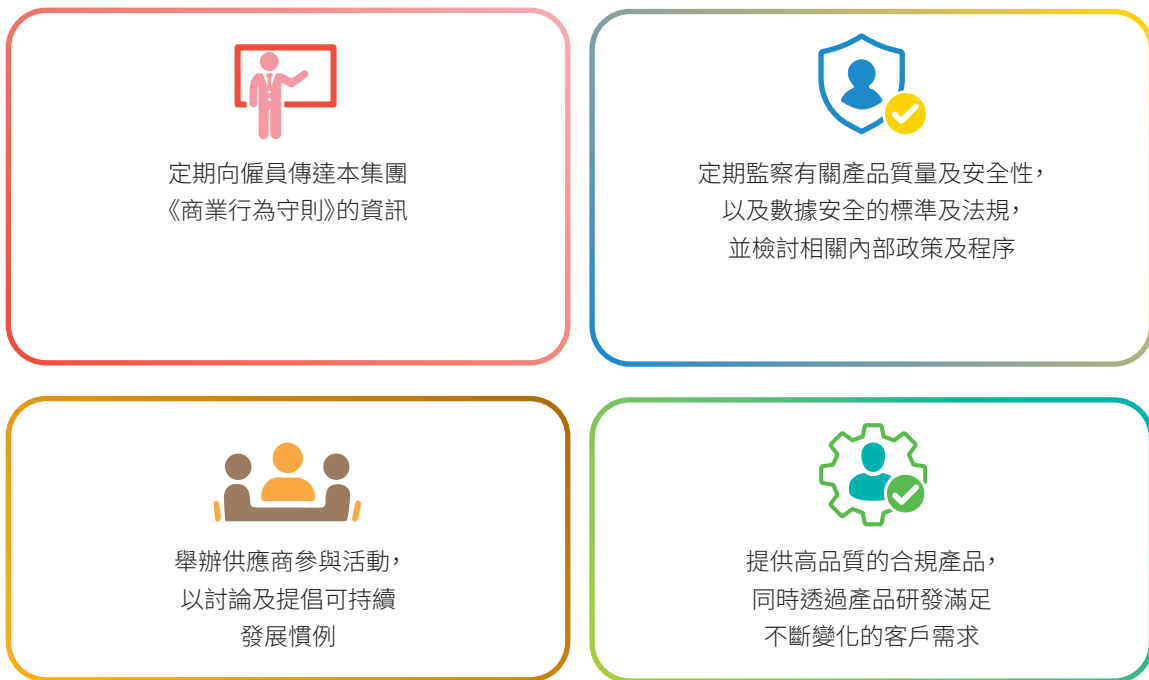 定期向僱員傳達本集團
《商業行為守則》的資訊
定期監察有關產品質量及安全性，
以及數據安全的標準及法規，
並檢討相關內部政策及程序
舉辦供應商參與活動，
以討論及提倡可持續
發展慣例
提供高品質的合規產品，
同時透過產品研發滿足
不斷變化的客戶需求